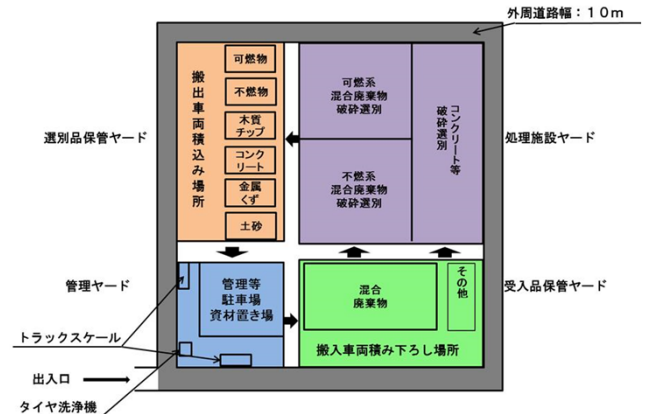 外周道路幅：１０ｍ
可燃物
不燃物
木質
チップ
コンク
リート
金属
くず
土砂
搬出車両積込み場所
可燃系
混合廃棄物
破砕選別
不燃系
混合廃棄物
破砕選別
コンクリート等
破砕選別
選別品保管ヤード
処理施設ヤード
管理ヤード
管理等
駐車場
資材置き場
混合
廃棄物
その他
搬入車両積み下ろし場所
受入品保管ヤード
トラックスケール
出入口
タイヤ洗浄機